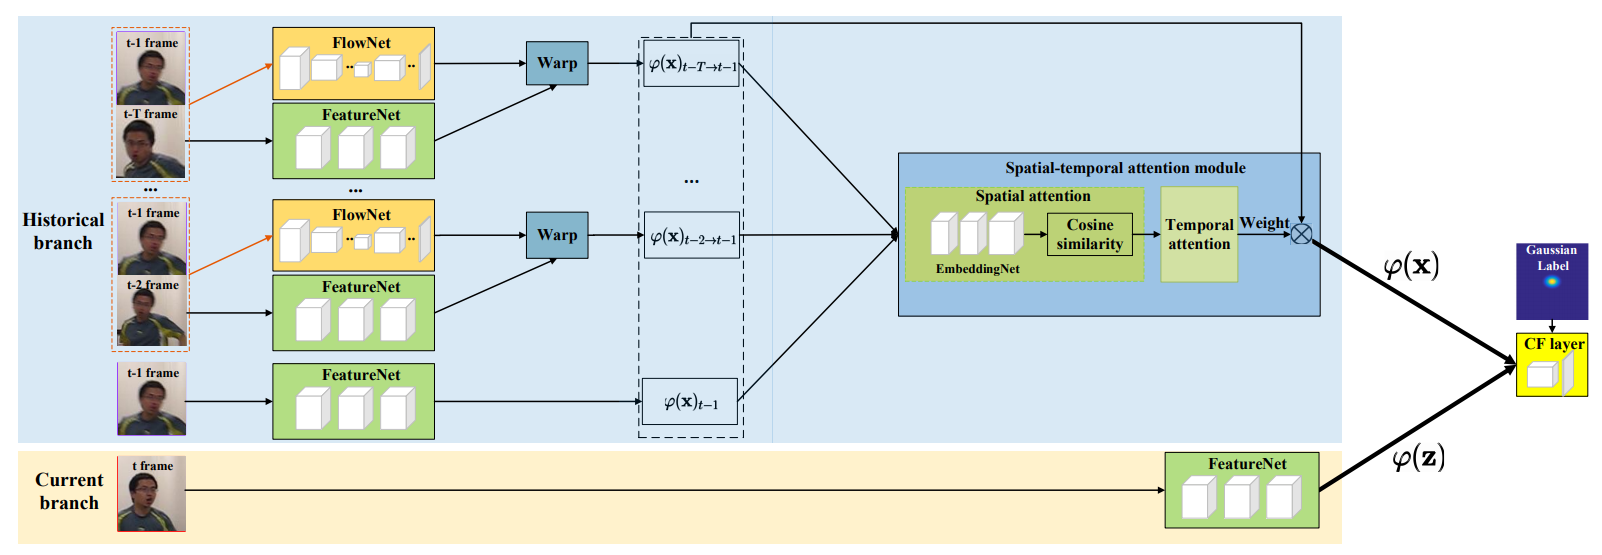 t-1 frame
FlowNet
Warp
φ(x)t−T→t−1
t-T frame
FeatureNet
...
...
...
Historical
branch
t-1 frame
FlowNet
Warp
φ(x)t−2→t−1
t-2 frame
FeatureNet
t-1 frame
FeatureNet
φ(x)t−1
Spatial-temporal attention module
Spatial attention
EmbeddingNet
Cosine
similarity
Temporal
attention
Weight
φ(x)
Gaussian
Label
CF layer
φ(z)
Current
branch
t frame
FeatureNet